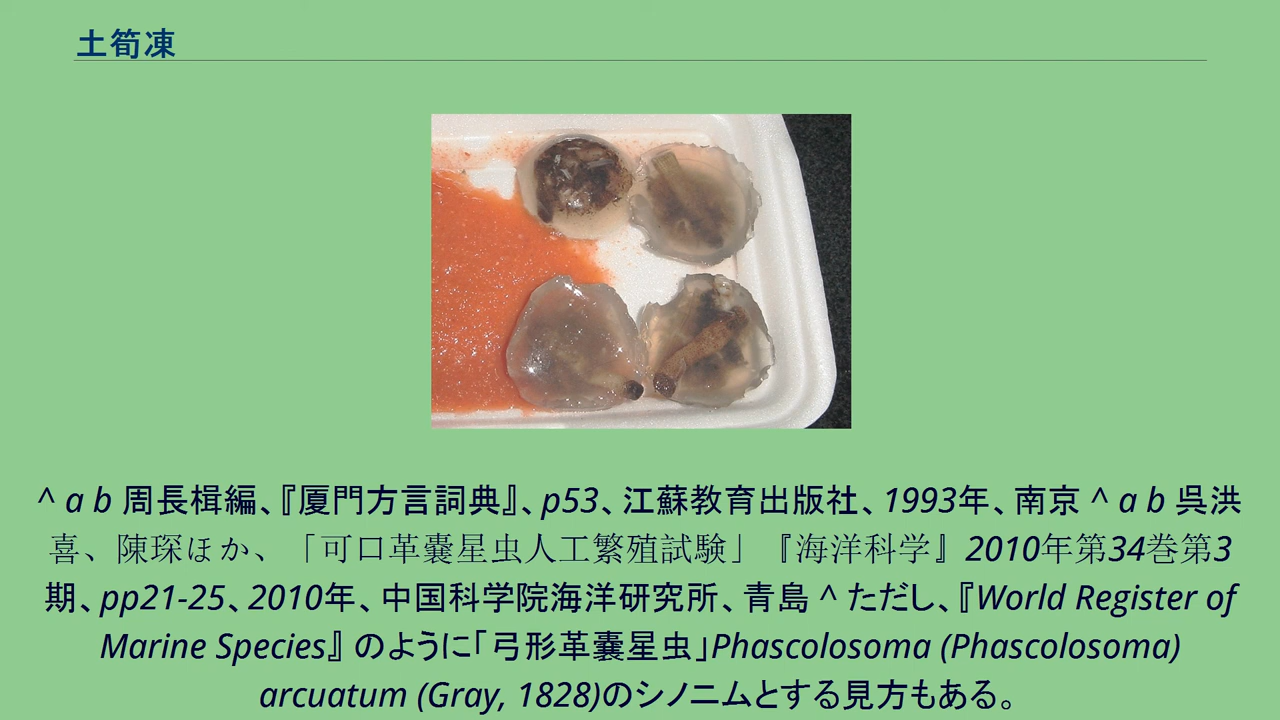 土筍凍
^ a b 周長楫編、『厦門方言詞典』、p53、江蘇教育出版社、1993年、南京 ^ a b 呉洪
喜、陳琛ほか、「可口革囊星虫人工繁殖試験」『海洋科学』2010年第34巻第3
期、pp21-25、2010年、中国科学院海洋研究所、青島 ^ ただし、『World Register of
Marine Species』のように「弓形革嚢星虫」Phascolosoma (Phascolosoma)
arcuatum (Gray, 1828)のシノニムとする見方もある。